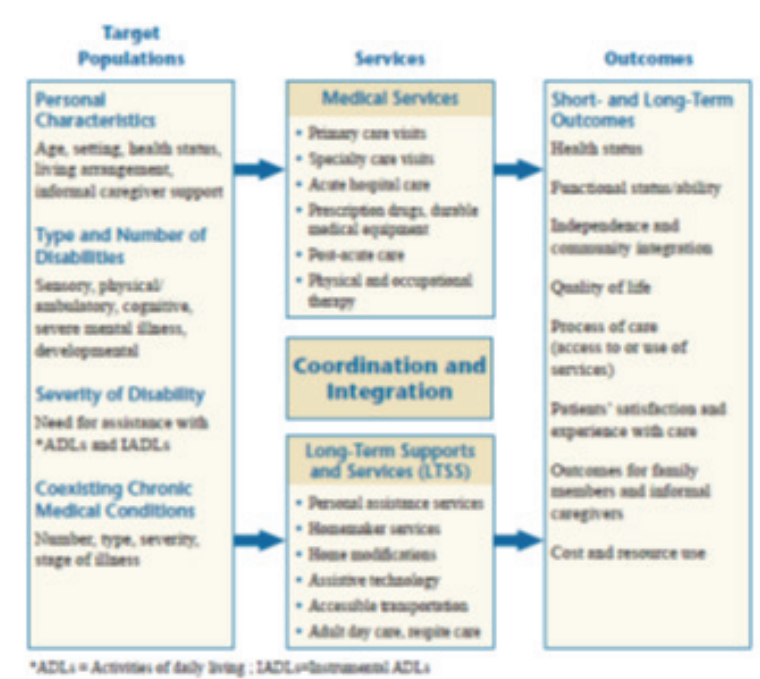 Target
Populations
Personal
Characteristics
Age, setting, health status,
living arrangement,
informal caregiver support
Type and Number of
Disabilities
Sensory, physical/
ambulatory, cognitive,
severe mental illness,
developmental
Severity of Disability
Need for assistance with
*ADLs and IADLs
Coexisting Chronic
Medical Conditions
Number, type, severity,
stage of illness
Services
Medical Services
• Primary care visits
• Specialty care visits
• Acute hospital care
• Prescription drugs, durable
medical equipment
• Post-acute care
• Physical and occupational
therapy
Coordination and
Integration
Long-Term Supports
and Services (LTSS)
• Personal assistance services
• Homemaker services
• Home modifications
• Assistive technology
• Accessible transportation
• Adult day care, respite care
Outcomes
Short- and Long-Term
Outcomes
Health status
Functional status/ability
Independence and
community integration
Quality of life
Process of care
(access to or use of
services)
Patients' satisfaction and
experience with care
Outcomes for family
members and informal
caregivers
Cost and resource use
*ADLs = Activities of daily living ; IADLs=Instrumental ADLs